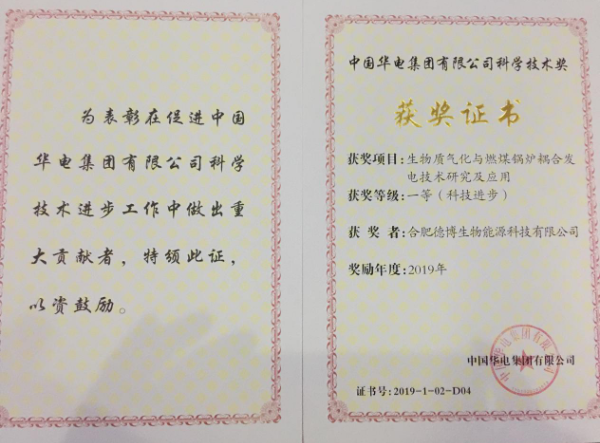 为表彰在促进中国
华电集团有限公司科学
技术进步工作中做出重
大贡献者，特颁此证，
以资鼓励。
中国华电集团有限公司科学技术奖
获奖证书
获奖项目：生物质气化与燃煤锅炉耦合发
电技术研究及应用
获奖等级：一等（科技进步）
获 奖 者：合肥德博生物能源科技有限公司
奖励年度：2019年
中国华电集团有限公司
证书号：2019-1-02-D04